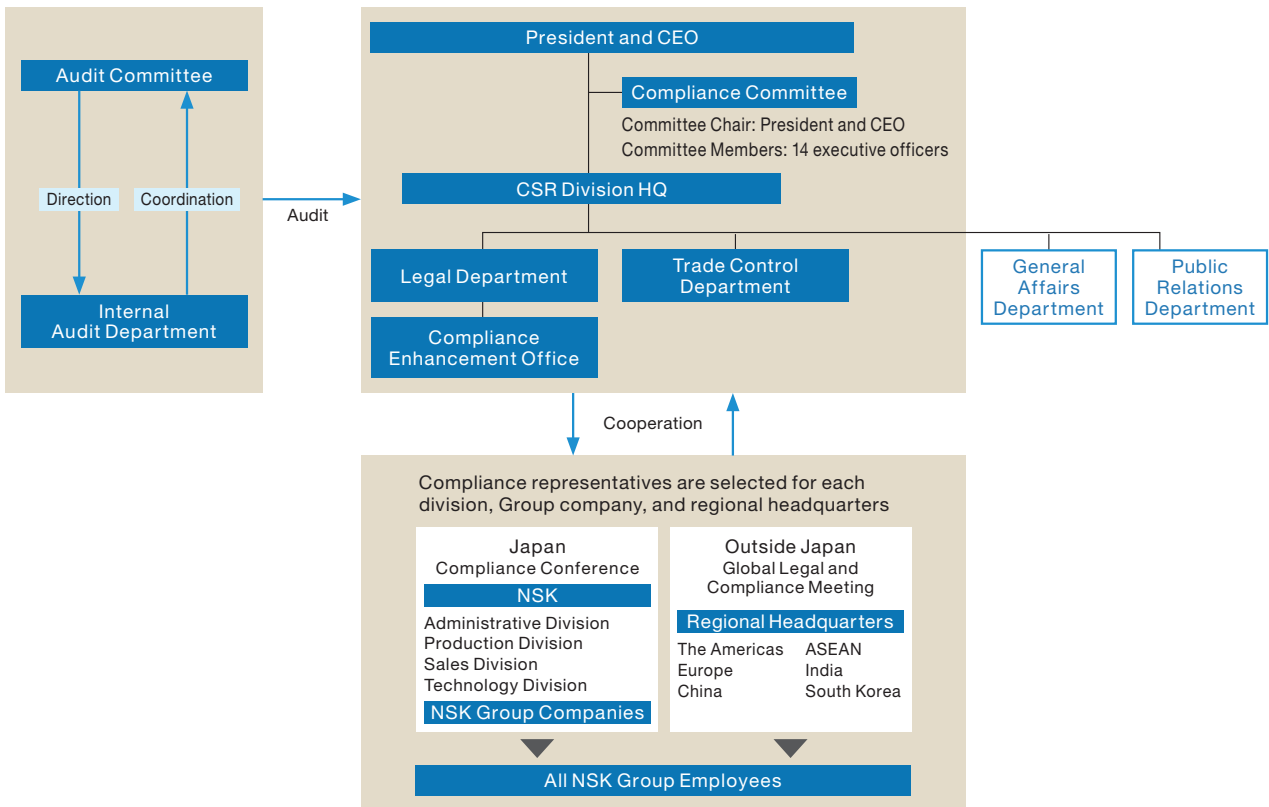 Audit Committee
Direction
Coordination
Internal
Audit Department
Audit
President and CEO
Compliance Committee
Committee Chair: President and CEO
Committee Members: 14 executive officers
CSR Division HQ
Legal Department
Compliance
Enhancement Office
Trade Control
Department
General
Affairs
Department
Public
Relations
Department
Cooperation
Compliance representatives are selected for each
division, Group company, and regional headquarters
Japan
Compliance Conference
NSK
Administrative Division
Production Division
Sales Division
Technology Division
NSK Group Companies
Outside Japan
Global Legal and
Compliance Meeting
Regional Headquarters
The Americas
Europe
China
ASEAN
India
South Korea
All NSK Group Employees